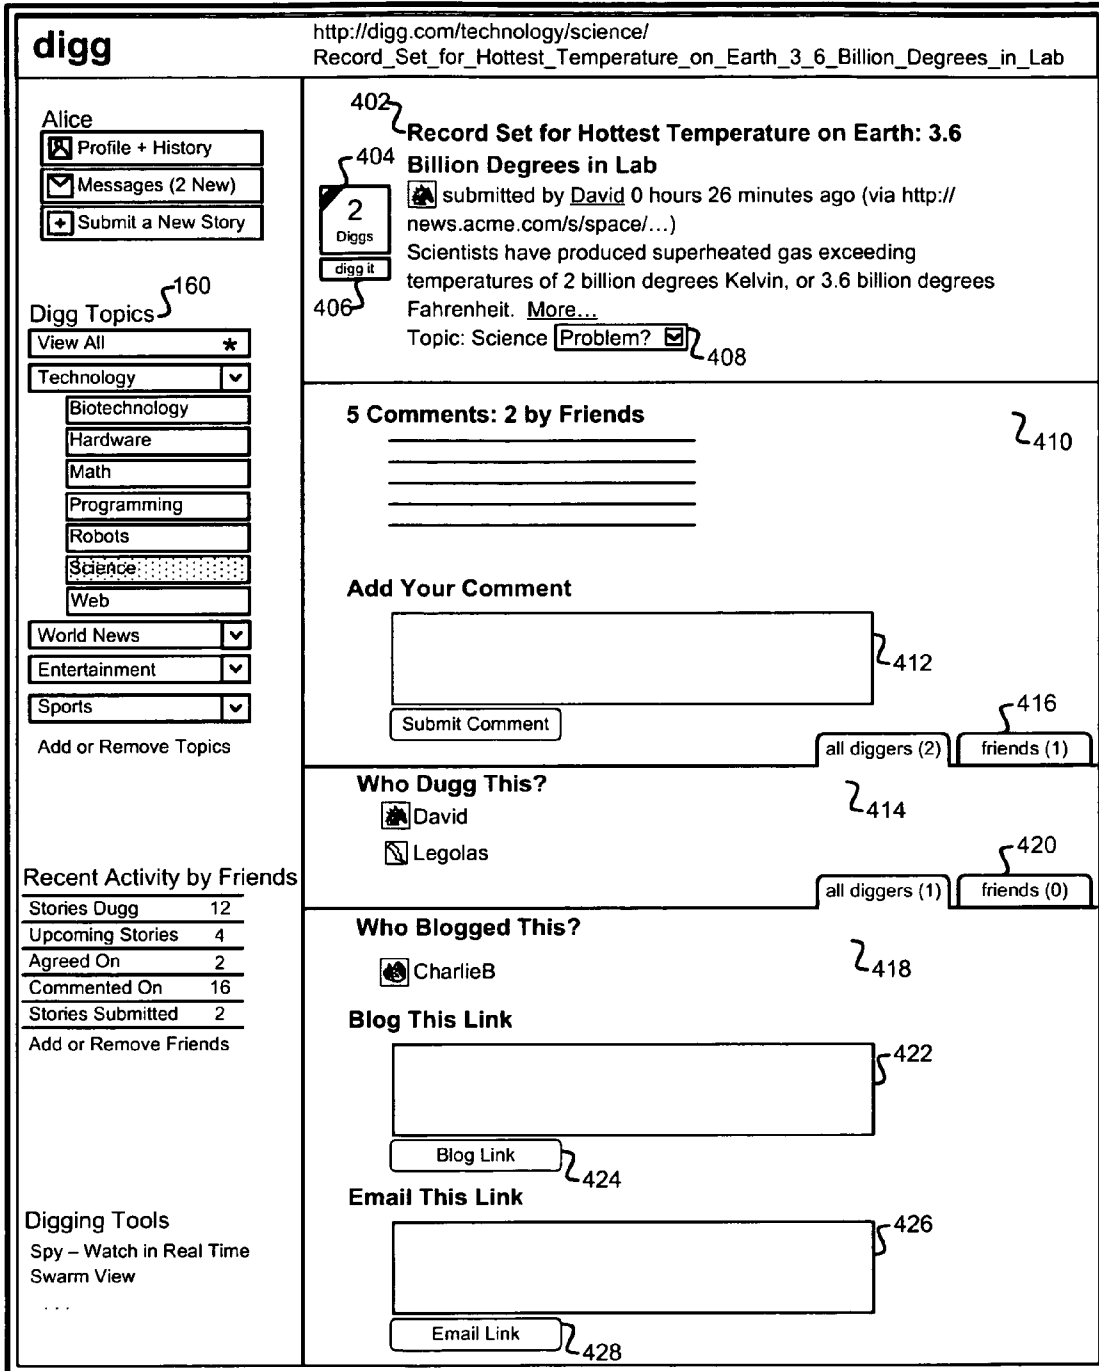 digg
http://digg.com/technology/science/
Record_Set_for_Hottest_Temperature_on_Earth_3_6_Billion_Degrees_in_Lab
Alice
Profile + History
Messages (2 New)
Submit a New Story
160
Digg Topics
View All *
Technology
Biotechnology
Hardware
Math
Programming
Robots
Science
Web
World News
Entertainment
Sports
Add or Remove Topics
Recent Activity by Friends
Stories Dugg 12
Upcoming Stories 4
Agreed On 2
Commented On 16
Stories Submitted 2
Add or Remove Friends
Digging Tools
Spy – Watch in Real Time
Swarm View
...
402
Record Set for Hottest Temperature on Earth: 3.6
Billion Degrees in Lab
404
2
Diggs
digg it
406
submitted by David 0 hours 26 minutes ago (via http://
news.acme.com/s/space/...)
Scientists have produced superheated gas exceeding
temperatures of 2 billion degrees Kelvin, or 3.6 billion degrees
Fahrenheit. More...
Topic: Science Problem?
408
5 Comments: 2 by Friends
410
Add Your Comment
412
Submit Comment
416
all diggers (2) friends (1)
Who Dugg This?
414
David
Legolas
420
all diggers (1) friends (0)
Who Blogged This?
418
CharlieB
Blog This Link
422
Blog Link
424
Email This Link
426
Email Link
428